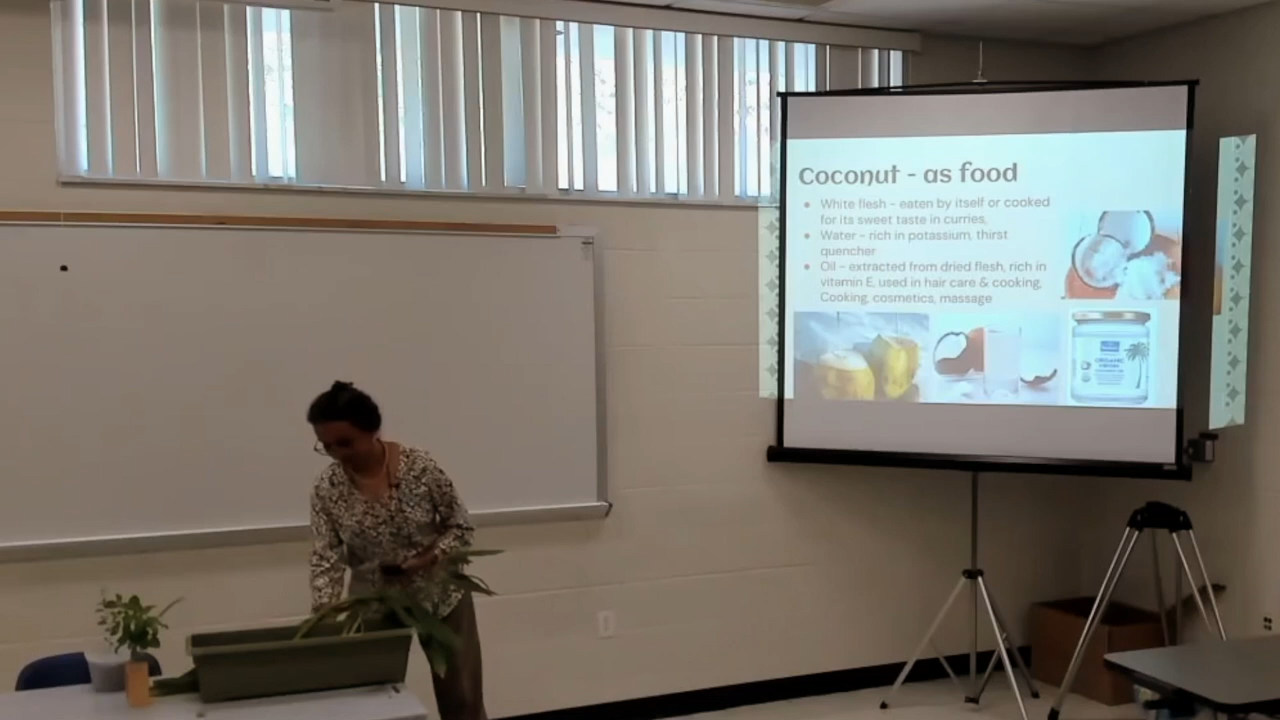 Coconut - as food
● White flesh - eaten by itself or cooked
for its sweet taste in curries,
● Water - rich in potassium, thirst
quencher
● Oil - extracted from dried flesh, rich in
vitamin E, used in hair care & cooking,
Cooking, cosmetics, massage
ORGANIC